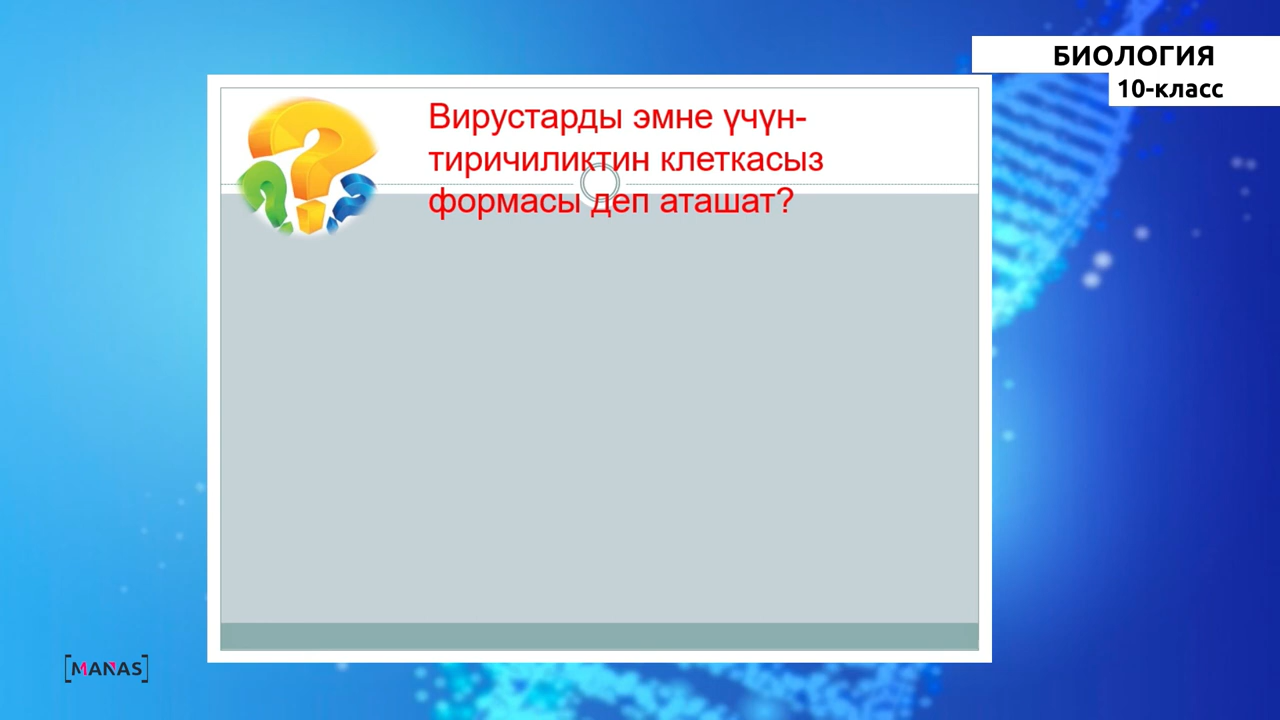 БИОЛОГИЯ
10-класс
Вирустарды эмне үчүн-
тиричиликтин клеткасыз
формасы деп аташат?
[MANAS]